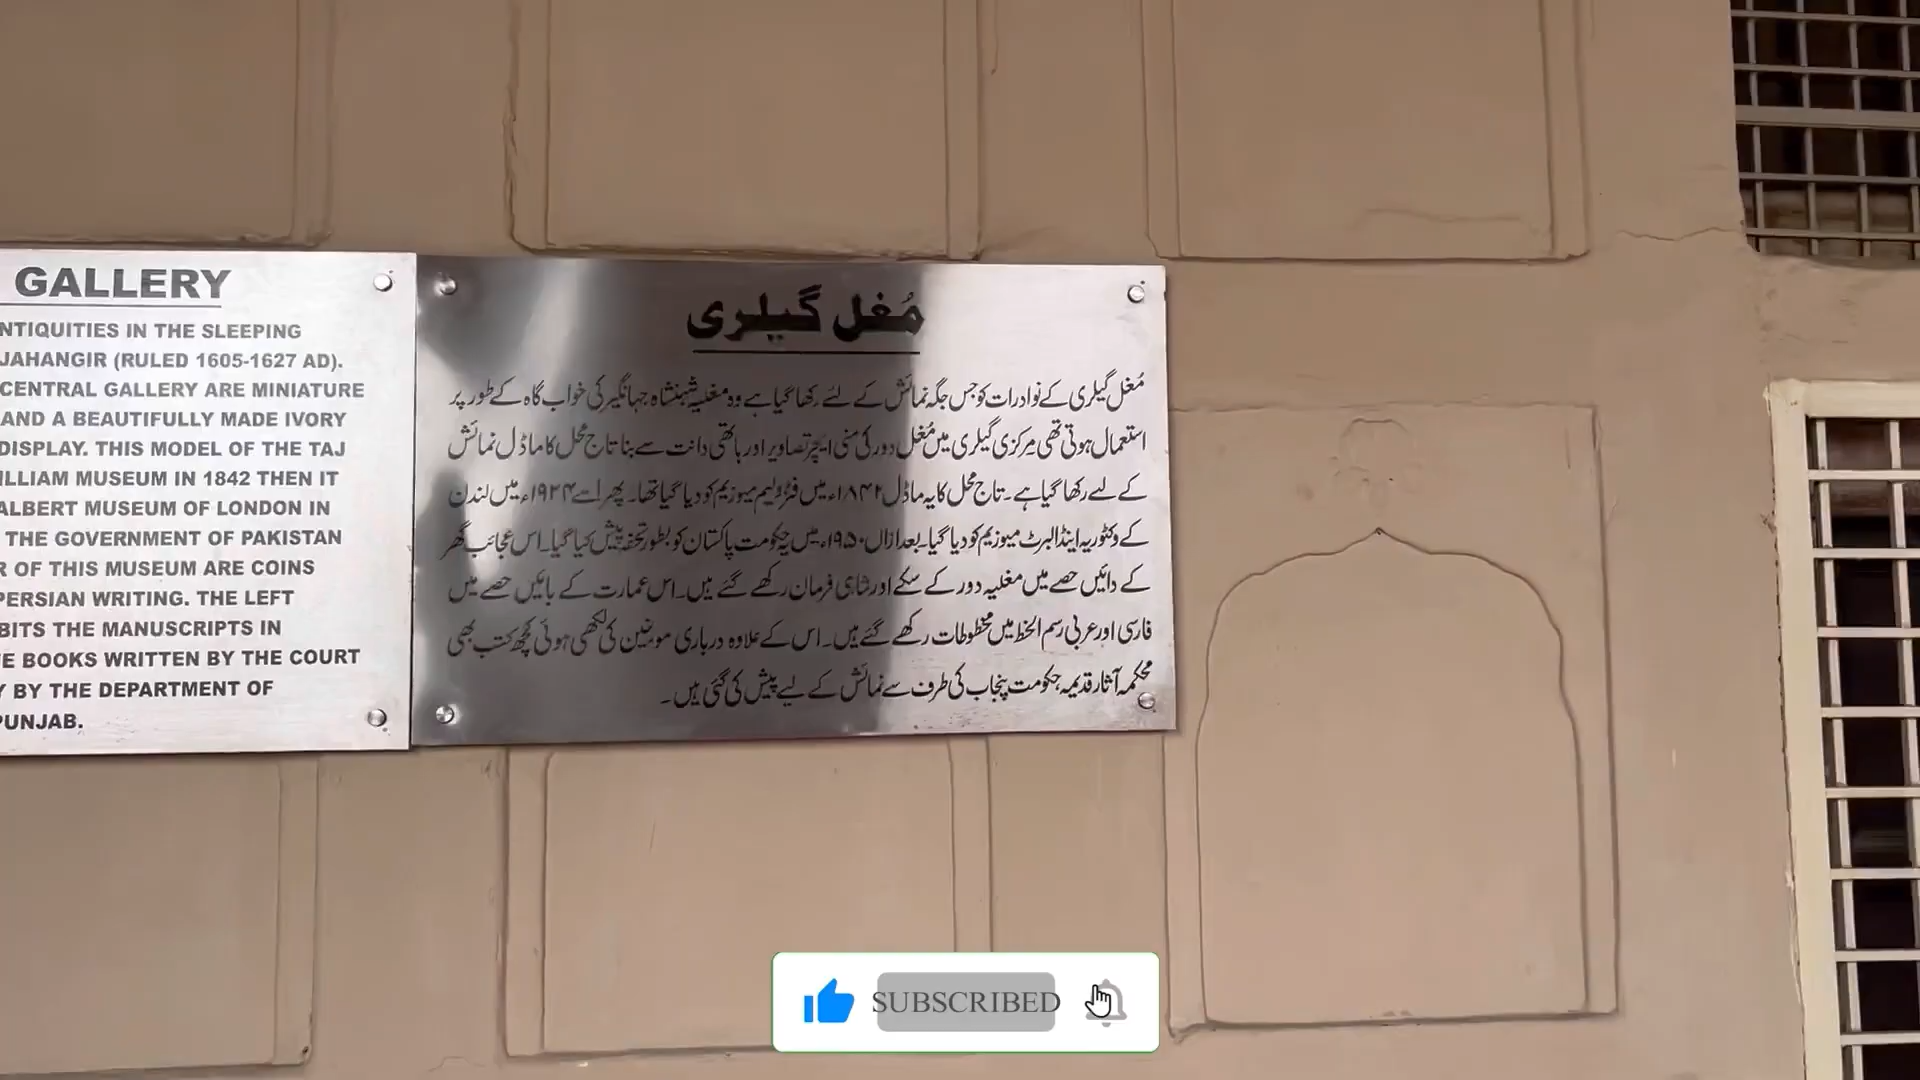 GALLERY
NTIQUITIES IN THE SLEEPING
JAHANGIR (RULED 1605-1627 AD).
CENTRAL GALLERY ARE MINIATURE
AND A BEAUTIFULLY MADE IVORY
DISPLAY. THIS MODEL OF THE TAJ
ILLIAM MUSEUM IN 1842 THEN IT
ALBERT MUSEUM OF LONDON IN
THE GOVERNMENT OF PAKISTAN
R OF THIS MUSEUM ARE COINS
PERSIAN WRITING. THE LEFT
BITS THE MANUSCRIPTS IN
E BOOKS WRITTEN BY THE COURT
Y BY THE DEPARTMENT OF
PUNJAB.
مُغل گیلری
مُغل گیلری کے نوادرات کو جس جگہ نمائش کے لئے رکھا گیا ہے وہ مغلیہ شہنشاہ جہانگیر کی خواب گاہ کے طور پر
استعمال ہوتی تھی مرکزی گیلری میں مُغل دور کی منی ایچر تصاویر اور ہاتھی دانت سے بنا تاج محل کا ماڈل نمائش
کے لیے رکھا گیا ہے۔ تاج محل کا یہ ماڈل ۱۸۴۲ء میں فٹزولیم میوزیم کو دیا گیا تھا۔ پھر اسے ۱۹۲۴ء میں لندن
کے وکٹوریہ اینڈ البرٹ میوزیم کو دیا گیا۔ بعد ازاں ۱۹۵۰ء میں یہ حکومت پاکستان کو بطور تحفہ پیش کیا گیا۔ اس عجائب گھر
کے دائیں حصے میں مغلیہ دور کے سکے اور شاہی فرمان رکھے گئے ہیں۔ اس عمارت کے بائیں حصے میں
فارسی اور عربی رسم الخط میں مخطوطات رکھے گئے ہیں۔ اس کے علاوہ درباری مورخین کی لکھی ہوئی کچھ کتب بھی
محکمہ آثار قدیمہ حکومت پنجاب کی طرف سے نمائش کے لیے پیش کی گئی ہیں۔
SUBSCRIBED